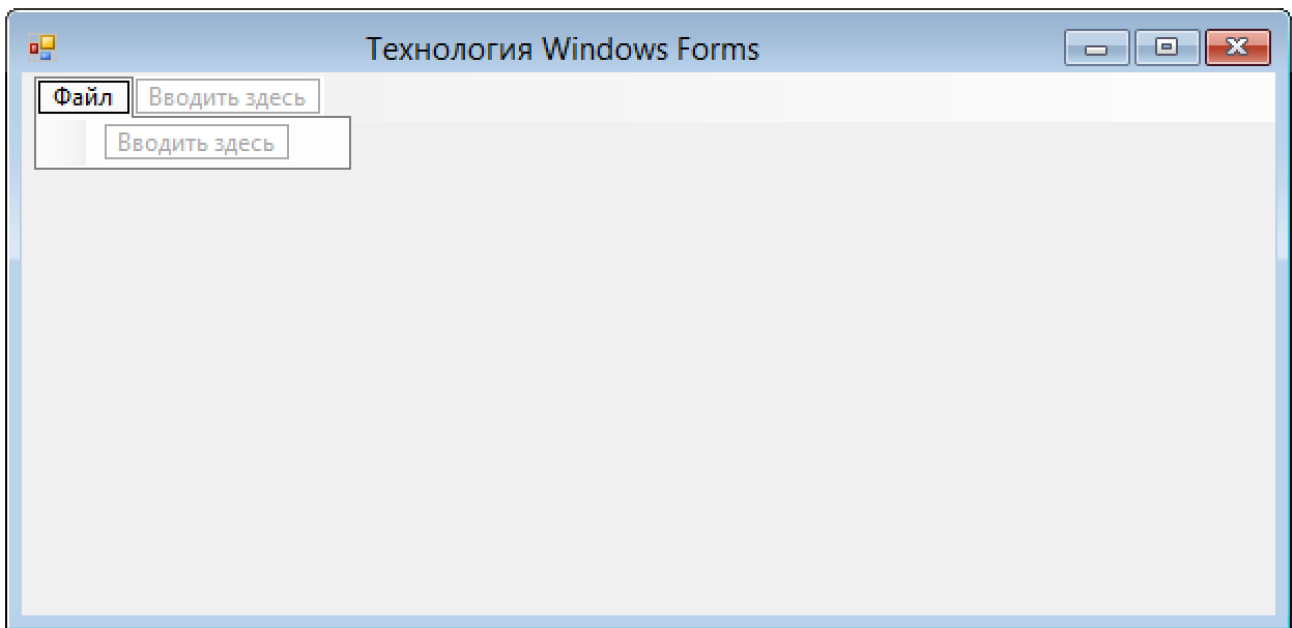 Технология Windows Forms
Файл Вводить здесь
Вводить здесь